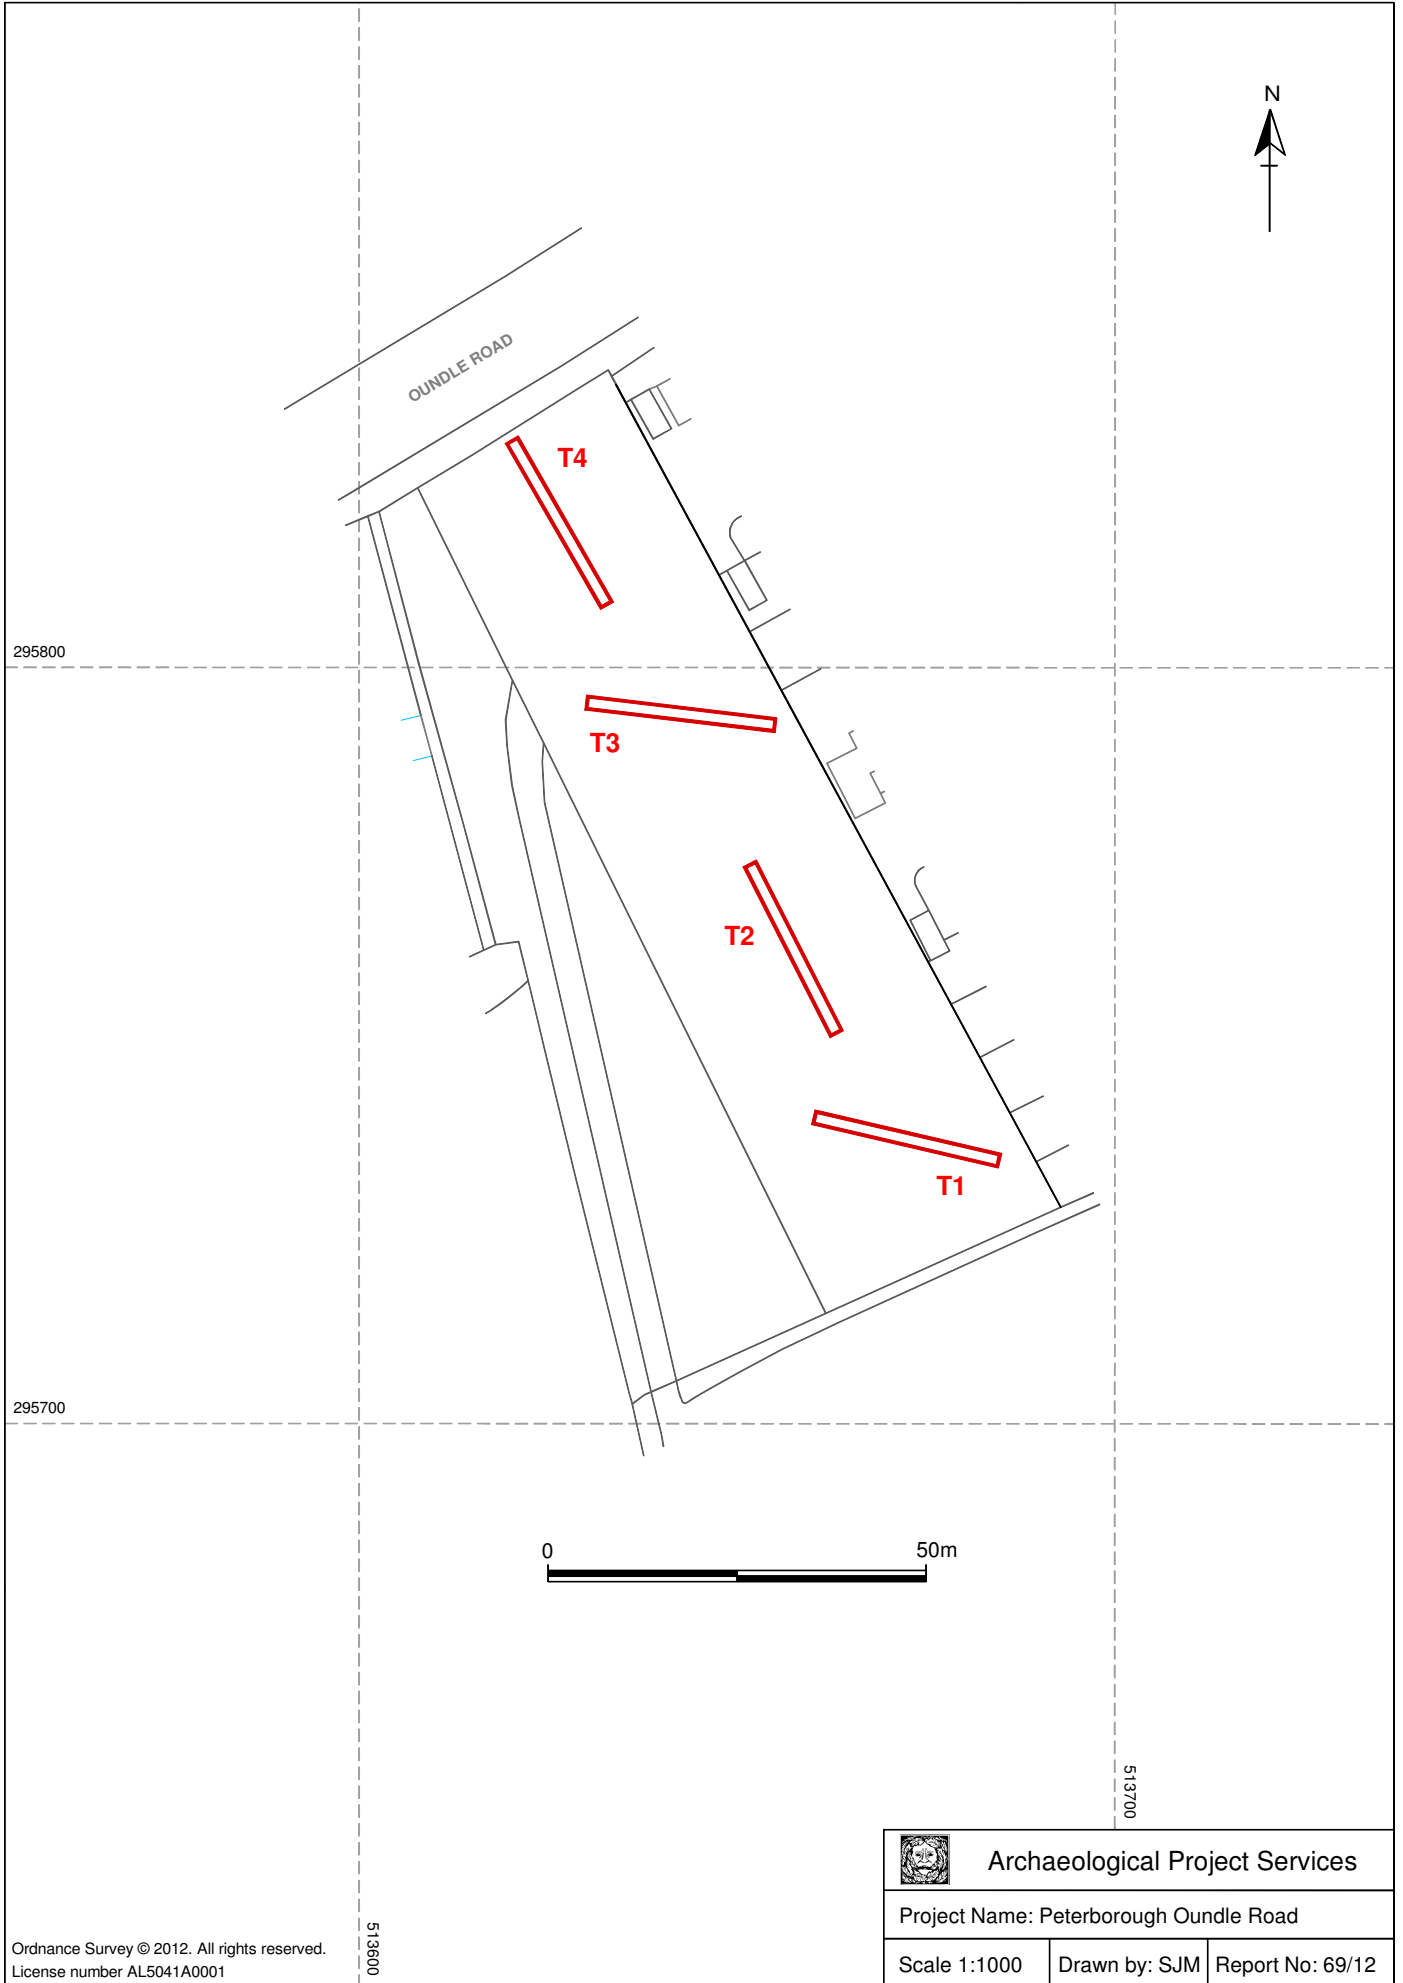 N
OUNDLE ROAD
T4
295800
T3
T2
T1
295700
0 50m
513700
513600
Archaeological Project Services
Project Name: Peterborough Oundle Road
Scale 1:1000 Drawn by: SJM Report No: 69/12
Ordnance Survey © 2012. All rights reserved.
License number AL5041A0001